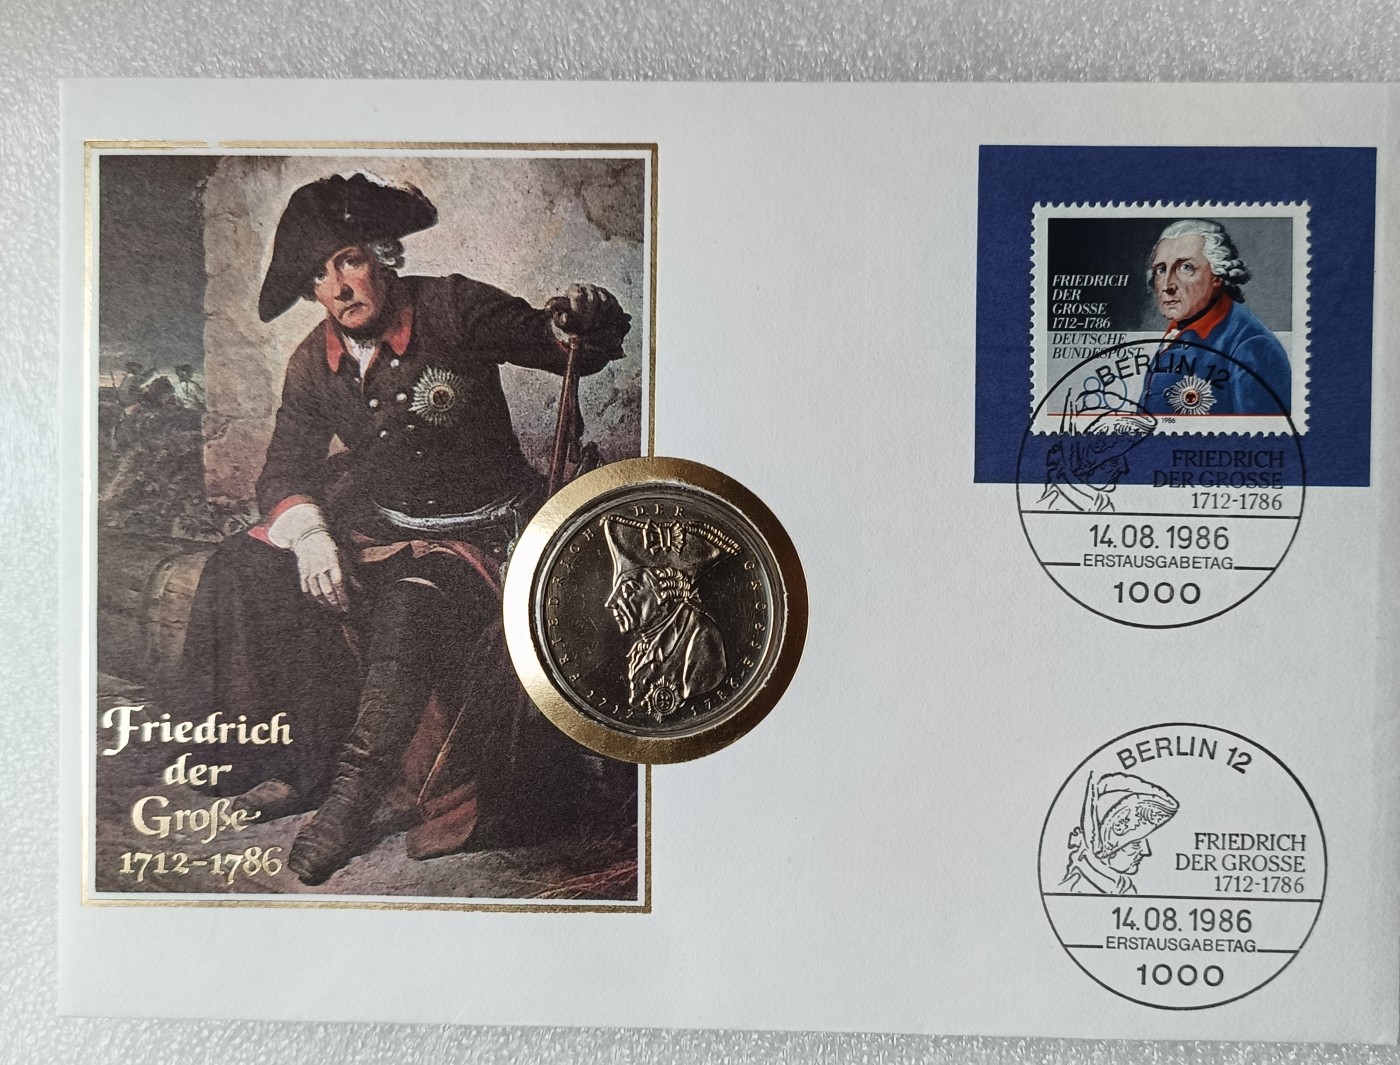 Friedrich
der
Große
1712-1786
FRIEDRICH DER GROSSE 1712 1786
FRIEDRICH
DER
GROSSE
1712-1786
DEUTSCHE
BUNDESPOST
80
1986
BERLIN 12
FRIEDRICH
DER GROSSE
1712-1786
14.08.1986
ERSTAUSGABETAG
1000
BERLIN 12
FRIEDRICH
DER GROSSE
1712-1786
14.08.1986
ERSTAUSGABETAG
1000